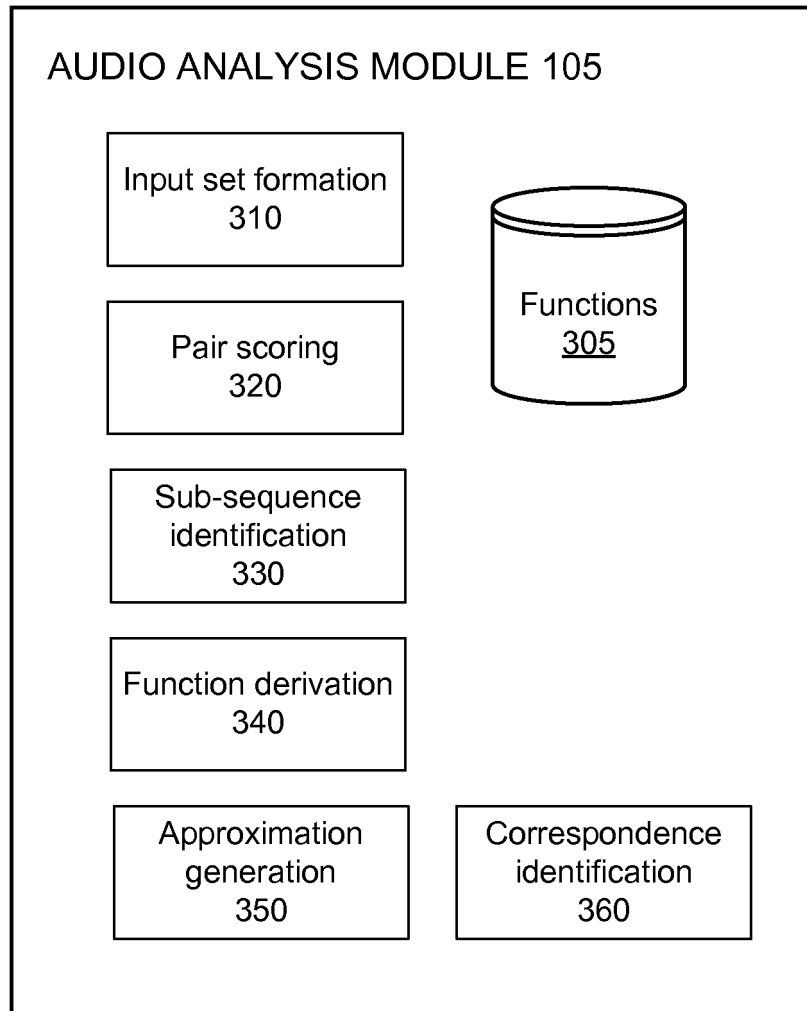 AUDIO ANALYSIS MODULE 105
Input set formation
310
Functions
305
Pair scoring
320
Sub-sequence
identification
330
Function derivation
340
Approximation
generation
350
Correspondence
identification
360